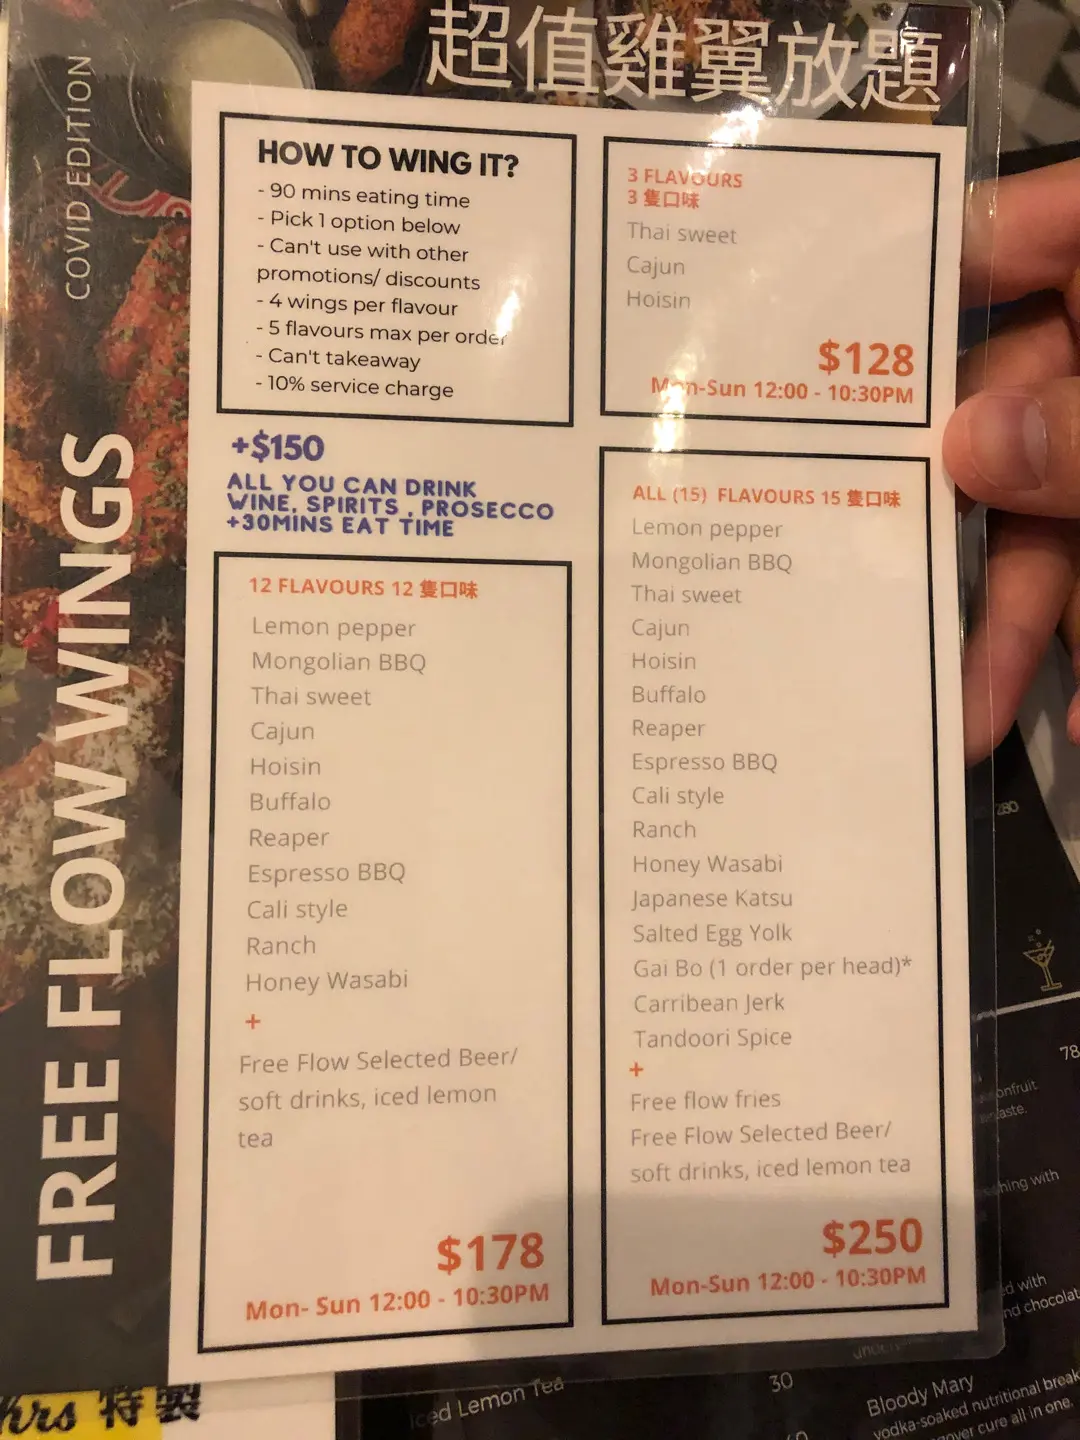 超值雞翼放題
COVID EDITION
FREE FLOW WINGS
HOW TO WING IT?
- 90 mins eating time
- Pick 1 option below
- Can't use with other
promotions/ discounts
- 4 wings per flavour
- 5 flavours max per order
- Can't takeaway
- 10% service charge
+$150
ALL YOU CAN DRINK
WINE, SPIRITS , PROSECCO
+30MINS EAT TIME
12 FLAVOURS 12 隻口味
Lemon pepper
Mongolian BBQ
Thai sweet
Cajun
Hoisin
Buffalo
Reaper
Espresso BBQ
Cali style
Ranch
Honey Wasabi
+
Free Flow Selected Beer/
soft drinks, iced lemon
tea
$178
Mon- Sun 12:00 - 10:30PM
3 FLAVOURS
3 隻口味
Thai sweet
Cajun
Hoisin
$128
Mon-Sun 12:00 - 10:30PM
ALL (15) FLAVOURS 15 隻口味
Lemon pepper
Mongolian BBQ
Thai sweet
Cajun
Hoisin
Buffalo
Reaper
Espresso BBQ
Cali style
Ranch
Honey Wasabi
Japanese Katsu
Salted Egg Yolk
Gai Bo (1 order per head)*
Carribean Jerk
Tandoori Spice
+
Free flow fries
Free Flow Selected Beer/
soft drinks, iced lemon tea
$250
Mon-Sun 12:00 - 10:30PM
280
78
with
with
hrs 特製
Iced Lemon Tea
30
Bloody Mary
vodka-soaked nutritional break
cure all in one.